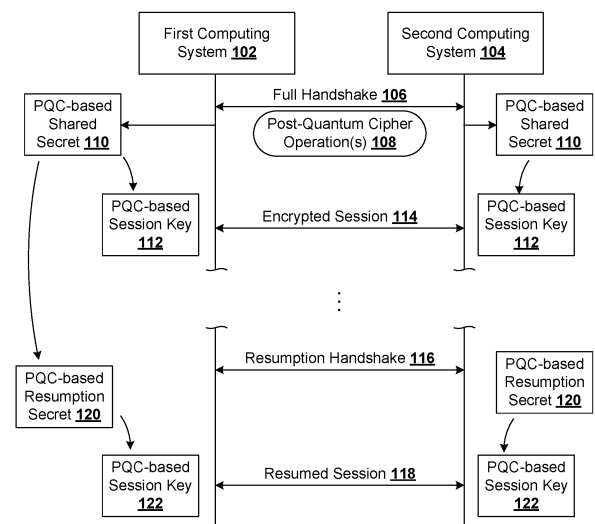 First Computing
System 102
Second Computing
System 104
Full Handshake 106
PQC-based
Shared
Secret 110
Post-Quantum Cipher
Operation(s) 108
PQC-based
Shared
Secret 110
PQC-based
Session Key
112
Encrypted Session 114
PQC-based
Session Key
112
Resumption Handshake 116
PQC-based
Resumption
Secret 120
PQC-based
Resumption
Secret 120
PQC-based
Session Key
122
Resumed Session 118
PQC-based
Session Key
122